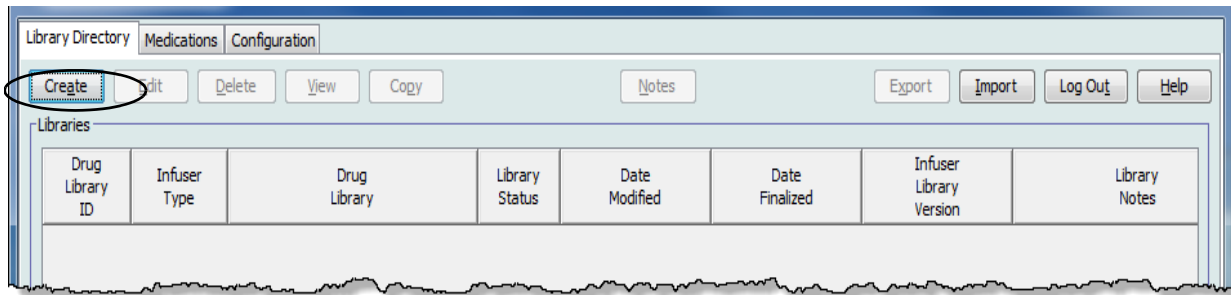 Library Directory Medications Configuration
Create Edit Delete View Copy Notes Export Import Log Out Help
Libraries
Drug Library ID Infuser Type Drug Library Library Status Date Modified Date Finalized Infuser Library Version Library Notes